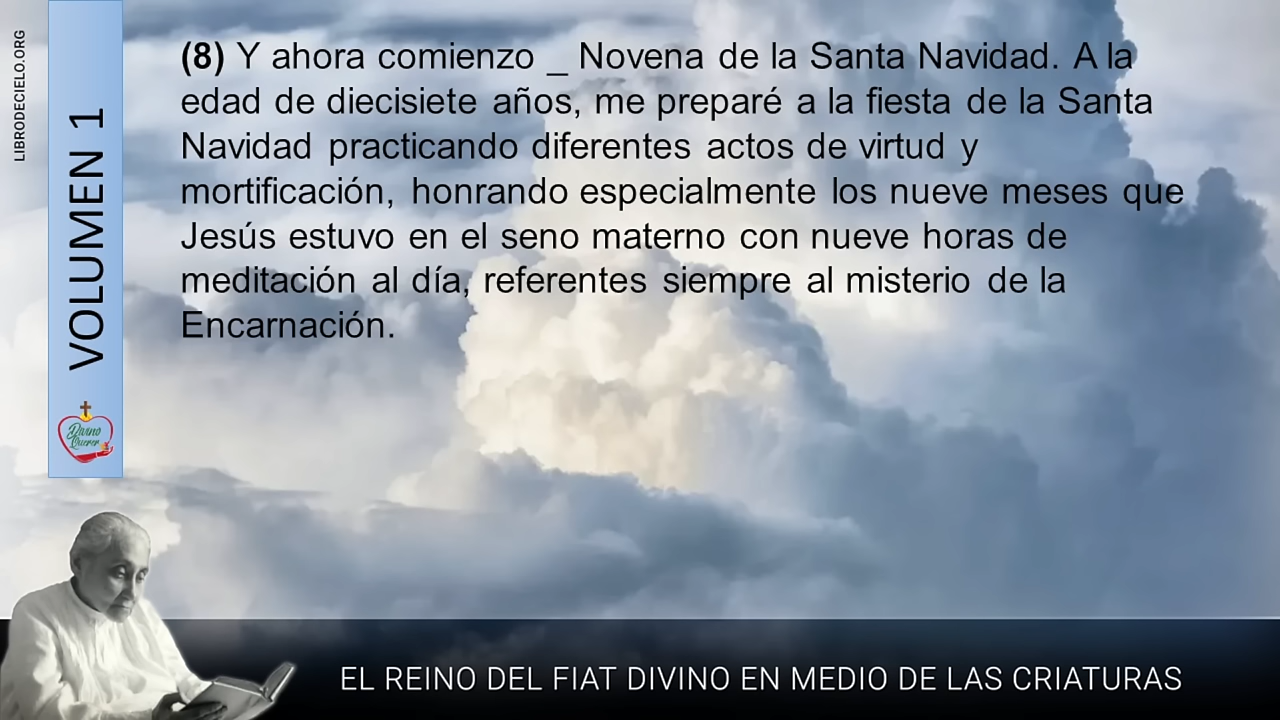 LIBRODECIELO.ORG
VOLUMEN 1
Divino
Querer
(8) Y ahora comienzo _ Novena de la Santa Navidad. A la
edad de diecisiete años, me preparé a la fiesta de la Santa
Navidad practicando diferentes actos de virtud y
mortificación, honrando especialmente los nueve meses que
Jesús estuvo en el seno materno con nueve horas de
meditación al día, referentes siempre al misterio de la
Encarnación.
EL REINO DEL FIAT DIVINO EN MEDIO DE LAS CRIATURAS